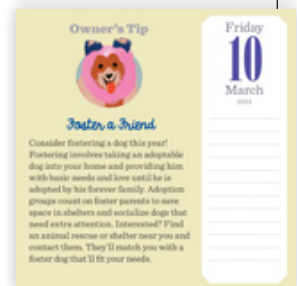 Owner's Tip
Foster a Friend
Consider fostering a dog this year!
Fostering involves taking an adoptable
dog into your home and providing him
with basic needs and love until he is
adopted by his forever family. Adoption
groups count on foster parents to save
space in shelters and socialize dogs that
need extra attention. Interested? Find
an animal rescue or shelter near you and
contact them. They'll match you with a
foster dog that'll fit your needs.
Friday
10
March